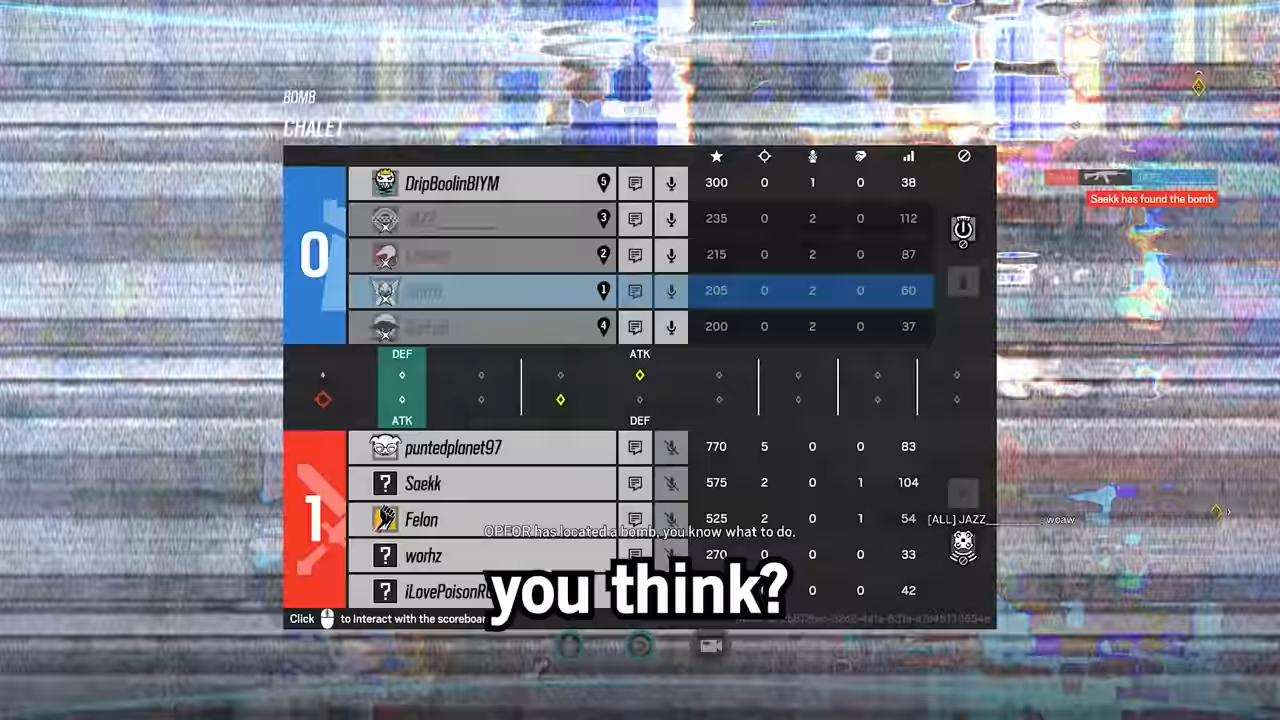 BOMB
CHALET
DripBoolinBIYM 5 300 0 1 0 38
3 235 0 2 0 112
2 215 0 2 0 87
1 205 0 2 0 60
4 200 0 2 0 37
0
Saekk has found the bomb
DEF ATK
ATK DEF
1
puntedplanet97 770 5 0 0 83
Saekk 575 2 0 1 104
Felon 525 2 0 1 54
[ALL] JAZZ________ woaw
OPFOR has located a bomb, you know what to do.
worhz 270 0 0 0 33
you think?
0 0 42
Click to interact with the scoreboard